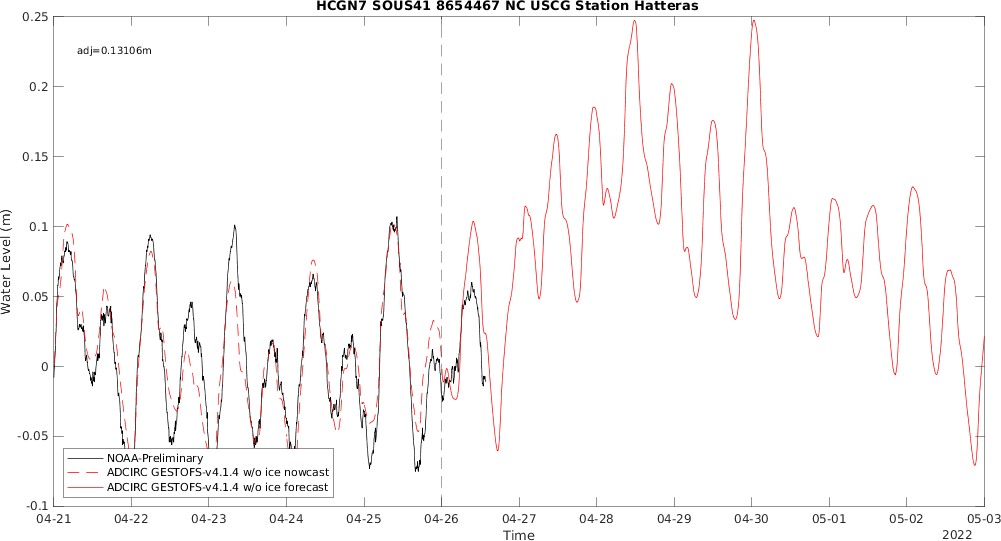 HCGN7 SOUS41 8654467 NC USCG Station Hatteras
adj=0.13106m
0.25
0.2
0.15
0.1
0.05
0
-0.05
-0.1
Water Level (m)
NOAA-Preliminary
ADCIRC GESTOFS-v4.1.4 w/o ice nowcast
ADCIRC GESTOFS-v4.1.4 w/o ice forecast
04-21 04-22 04-23 04-24 04-25 04-26 04-27 04-28 04-29 04-30 05-01 05-02 05-03
Time
2022